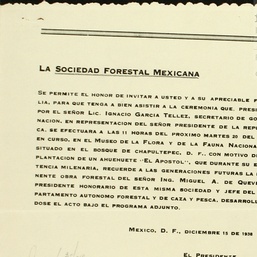 LA SOCIEDAD FORESTAL MEXICANA
SE PERMITE EL HONOR DE INVITAR A USTED Y A SU APRECIABLE F
LIA, PARA QUE TENGA A BIEN ASISTIR A LA CEREMONIA QUE, PRESI
POR EL SEÑOR LIC. IGNACIO GARCIA TELLEZ, SECRETARIO DE GO
NACION, EN REPRESENTACION DEL SEÑOR PRESIDENTE DE LA REPU
CA, SE EFECTUARA A LAS 11 HORAS DEL PROXIMO MARTES 20 DEL
EN CURSO, EN EL MUSEO DE LA FLORA Y DE LA FAUNA NACIONA
SITUADO EN EL BOSQUE DE CHAPULTEPEC, D. F., CON MOTIVO D
PLANTACION DE UN AHUEHUETE "EL APOSTOL", QUE DURANTE SU E
TENCIA MILENARIA, RECUERDE A LAS GENERACIONES FUTURAS LA
NENTE OBRA FORESTAL DEL SEÑOR ING. MIGUEL A. DE QUEV
PRESIDENTE HONORARIO DE ESTA MISMA SOCIEDAD Y JEFE DEL
PARTAMENTO AUTONOMO FORESTAL Y DE CAZA Y PESCA, DESARROL
DOSE EL ACTO BAJO EL PROGRAMA ADJUNTO.
MEXICO, D. F., DICIEMBRE 15 DE 1938
EL PRESIDENTE